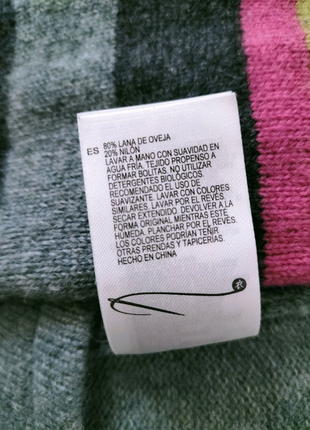 ES 80% LANA DE OVEJA
20% NILÓN
LAVAR A MANO CON SUAVIDAD EN
AGUA FRÍA, TEJIDO PROPENSO A
FORMAR BOLITAS. NO UTILIZAR
DETERGENTES BIOLÓGICOS.
RECOMENDADO EL USO DE
SUAVIZANTE. LAVAR CON COLORES
SIMILARES. LAVAR POR EL REVÉS.
SECAR EXTENDIDO. DEVOLVER A LA
FORMA ORIGINAL MIENTRAS ESTE
HÚMEDA. PLANCHAR POR EL REVÉS.
LOS COLORES PODRÍAN TEÑIR
OTRAS PRENDAS Y TAPICERÍAS.
HECHO EN CHINA